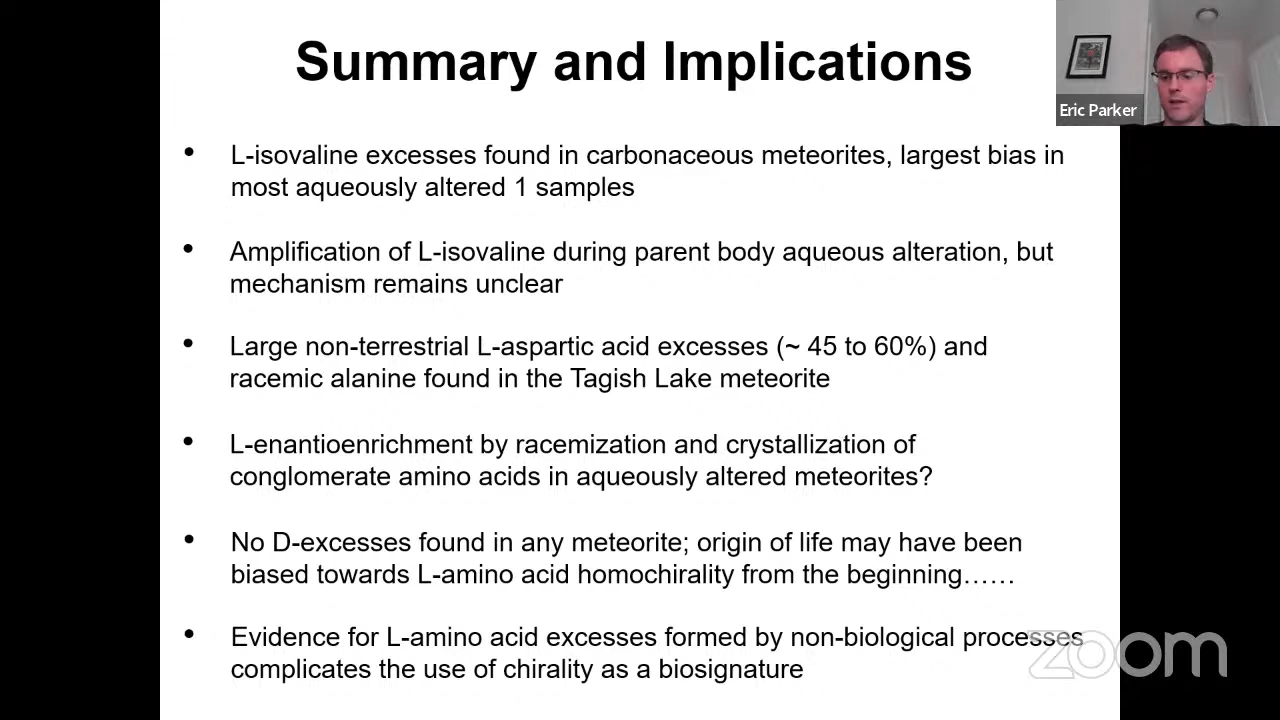 Summary and Implications
Eric Parker
• L-isovaline excesses found in carbonaceous meteorites, largest bias in
most aqueously altered 1 samples
• Amplification of L-isovaline during parent body aqueous alteration, but
mechanism remains unclear
• Large non-terrestrial L-aspartic acid excesses (~ 45 to 60%) and
racemic alanine found in the Tagish Lake meteorite
• L-enantioenrichment by racemization and crystallization of
conglomerate amino acids in aqueously altered meteorites?
• No D-excesses found in any meteorite; origin of life may have been
biased towards L-amino acid homochirality from the beginning……
• Evidence for L-amino acid excesses formed by non-biological processes
complicates the use of chirality as a biosignature
zoom